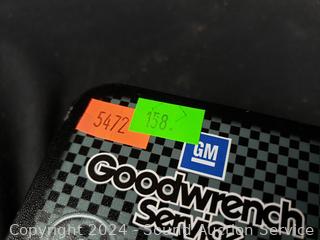 5472
158.
GM
Goodwrench
Service
Copyright 2024 - Sound Auction Service